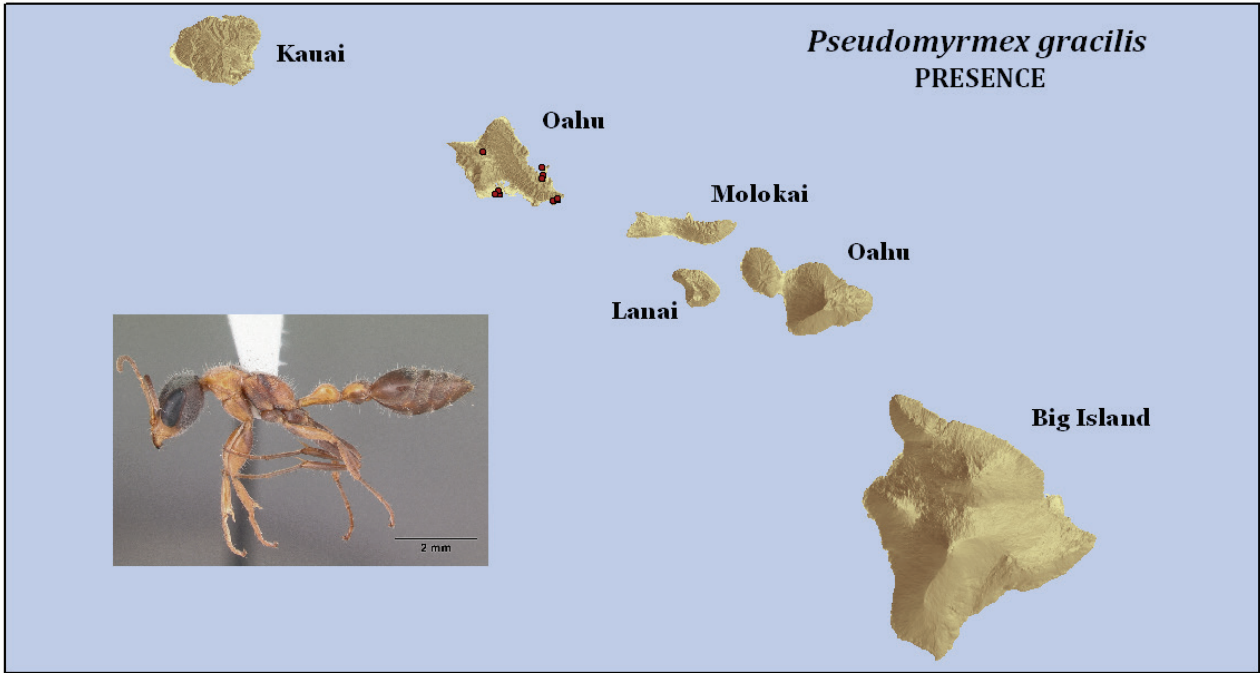 Pseudomyrmex gracilis
PRESENCE
Kauai
Oahu
Molokai
Oahu
Lanai
Big Island
2 mm